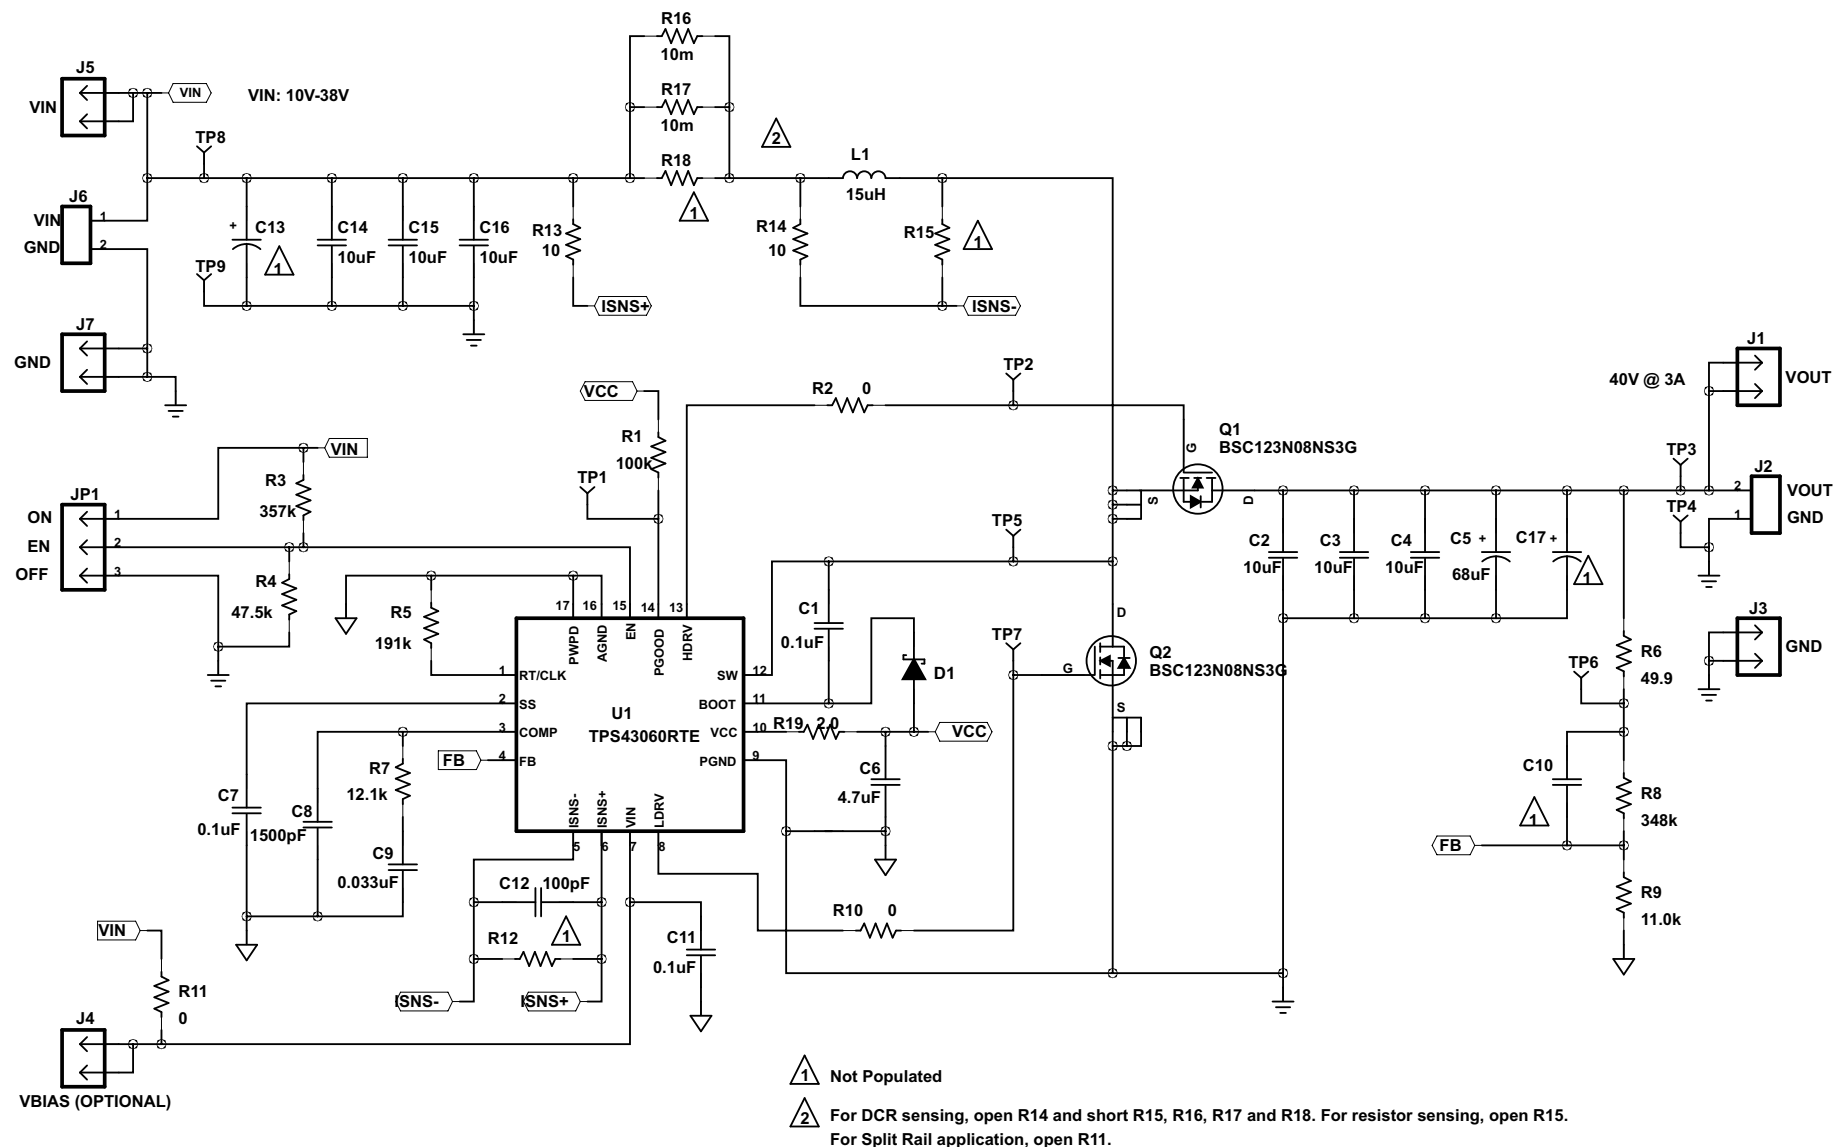 R16
10m
R17
10m
R18
1
2
J5
VIN
VIN
VIN: 10V-38V
TP8
J6
VIN 1
GND 2
+ C13
1
C14
10uF
C15
10uF
C16
10uF
TP9
R13
10
ISNS+
L1
15uH
R14
10
R15
1
ISNS-
J7
GND
VCC
R1
100k
TP1
R2 0
TP2
Q1
BSC123N08NS3G
G
S
D
40V @ 3A
J1
VOUT
TP3
J2
2 VOUT
1 GND
TP4
J3
GND
VIN
R3
357k
JP1
ON 1
EN 2
OFF 3
R4
47.5k
R5
191k
TP5
C1
0.1uF
D1
TP7
D
G
S
Q2
BSC123N08NS3G
C2
10uF
C3
10uF
C4
10uF
C5 +
68uF
C17 +
1
R6
49.9
TP6
C10
1
R8
348k
FB
R9
11.0k
17 16 15 14 13
PWPD AGND EN PGOOD HDRV
1 RT/CLK
2 SS
3 COMP
4 FB
FB
U1
TPS43060RTE
SW 12
BOOT 11
VCC 10
PGND 9
ISNS- ISNS+ VIN LDRV
5 6 7 8
R19 2.0
VCC
C6
4.7uF
C7
0.1uF
C8
1500pF
R7
12.1k
C9
0.033uF
C12 100pF
R12
1
ISNS-
ISNS+
C11
0.1uF
R10 0
VIN
R11
0
J4
VBIAS (OPTIONAL)
1 Not Populated
2 For DCR sensing, open R14 and short R15, R16, R17 and R18. For resistor sensing, open R15.
For Split Rail application, open R11.